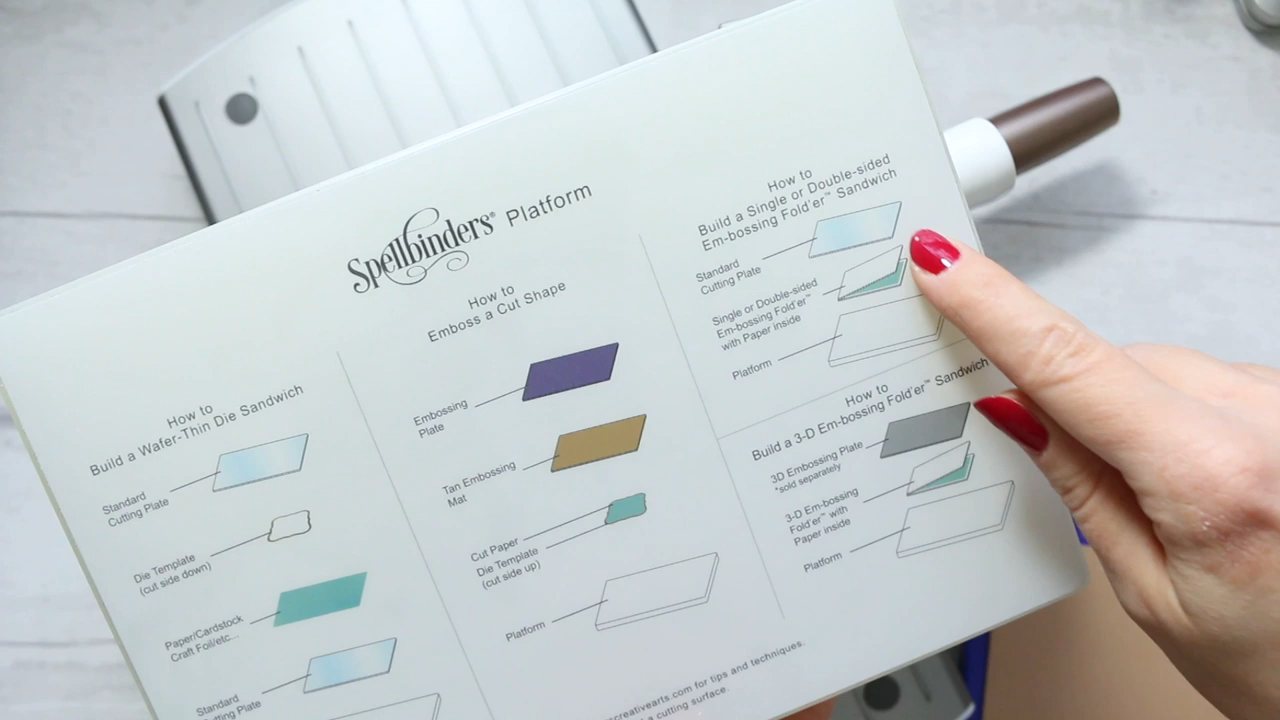 Spellbinders® Platform
How to
Build a Wafer-Thin Die Sandwich
Standard
Cutting Plate
Die Template
(cut side down)
Paper/Cardstock
Craft Foil/etc...
Standard
Cutting Plate
How to
Emboss a Cut Shape
Embossing
Plate
Tan Embossing
Mat
Cut Paper
Die Template
(cut side up)
Platform
How to
Build a Single or Double-sided
Em-bossing Fold'er™ Sandwich
Standard
Cutting Plate
Single or Double-sided
Em-bossing Fold'er™
with Paper inside
Platform
How to
Build a 3-D Em-bossing Fold'er™ Sandwich
3D Embossing Plate
*sold separately
3-D Em-bossing
Fold'er™ with
Paper inside
Platform
creativearts.com for tips and techniques.
a cutting surface.